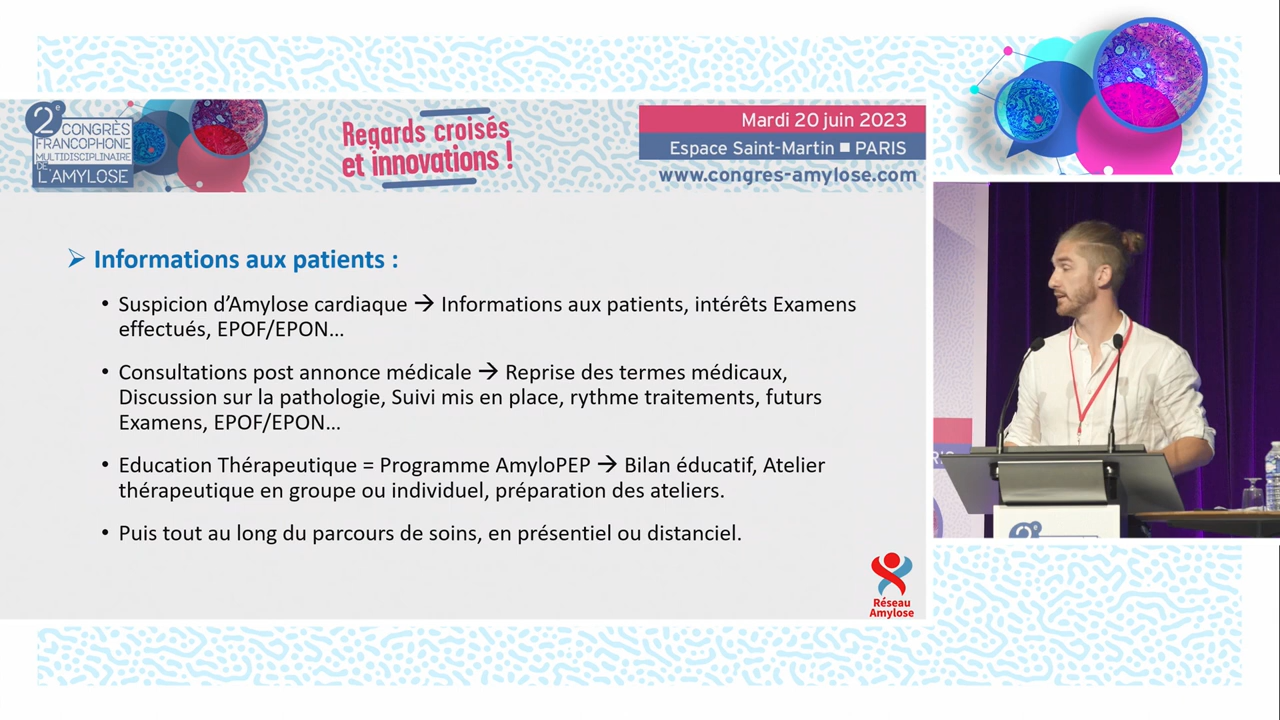 2e CONGRÈS
FRANCOPHONE
MULTIDISCIPLINAIRE
DE
L'AMYLOSE
Regards croisés
et innovations !
Mardi 20 juin 2023
Espace Saint-Martin ■ PARIS
www.congres-amylose.com
➢ Informations aux patients :
• Suspicion d'Amylose cardiaque → Informations aux patients, intérêts Examens
effectués, EPOF/EPON...
• Consultations post annonce médicale → Reprise des termes médicaux,
Discussion sur la pathologie, Suivi mis en place, rythme traitements, futurs
Examens, EPOF/EPON...
• Education Thérapeutique = Programme AmyloPEP → Bilan éducatif, Atelier
thérapeutique en groupe ou individuel, préparation des ateliers.
• Puis tout au long du parcours de soins, en présentiel ou distanciel.
Réseau
Amylose